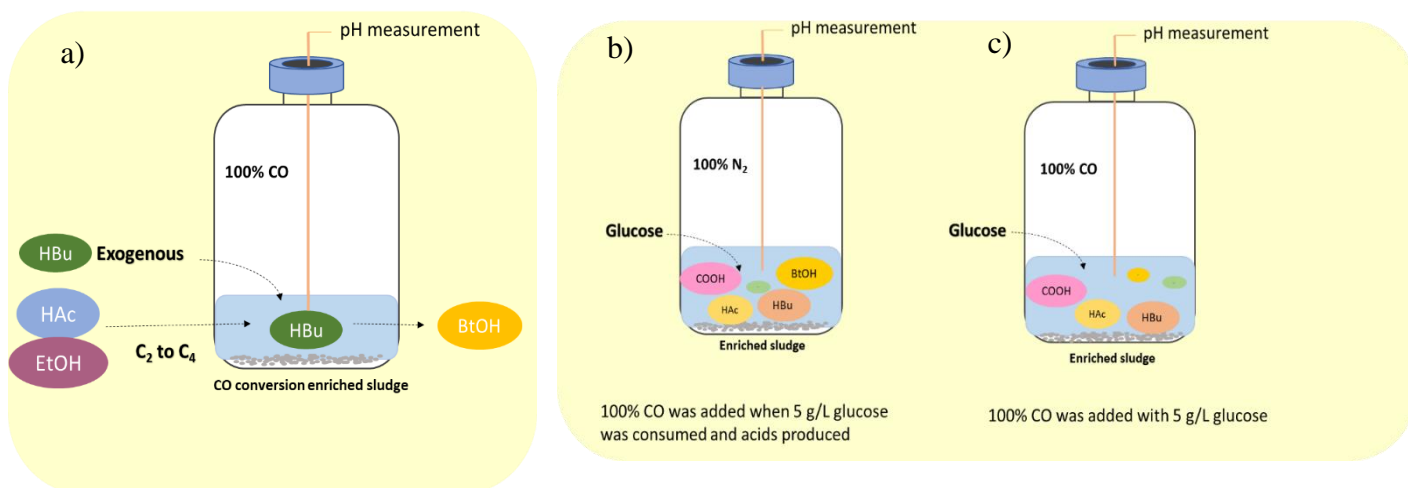 a)
pH measurement
100% CO
HBu Exogenous
HAc
EtOH
C₂ to C₄
HBu
BtOH
CO conversion enriched sludge
b)
pH measurement
100% N₂
Glucose
COOH
BtOH
HAc
HBu
Enriched sludge
100% CO was added when 5 g/L glucose
was consumed and acids produced
c)
pH measurement
100% CO
Glucose
COOH
HAc
HBu
Enriched sludge
100% CO was added with 5 g/L glucose